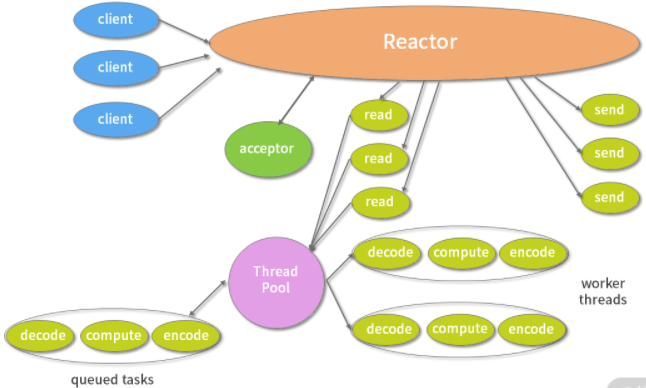 client
Reactor
client
client
acceptor
read
read
read
send
send
send
Thread
Pool
decode compute encode
decode compute encode
worker
threads
decode compute encode
queued tasks